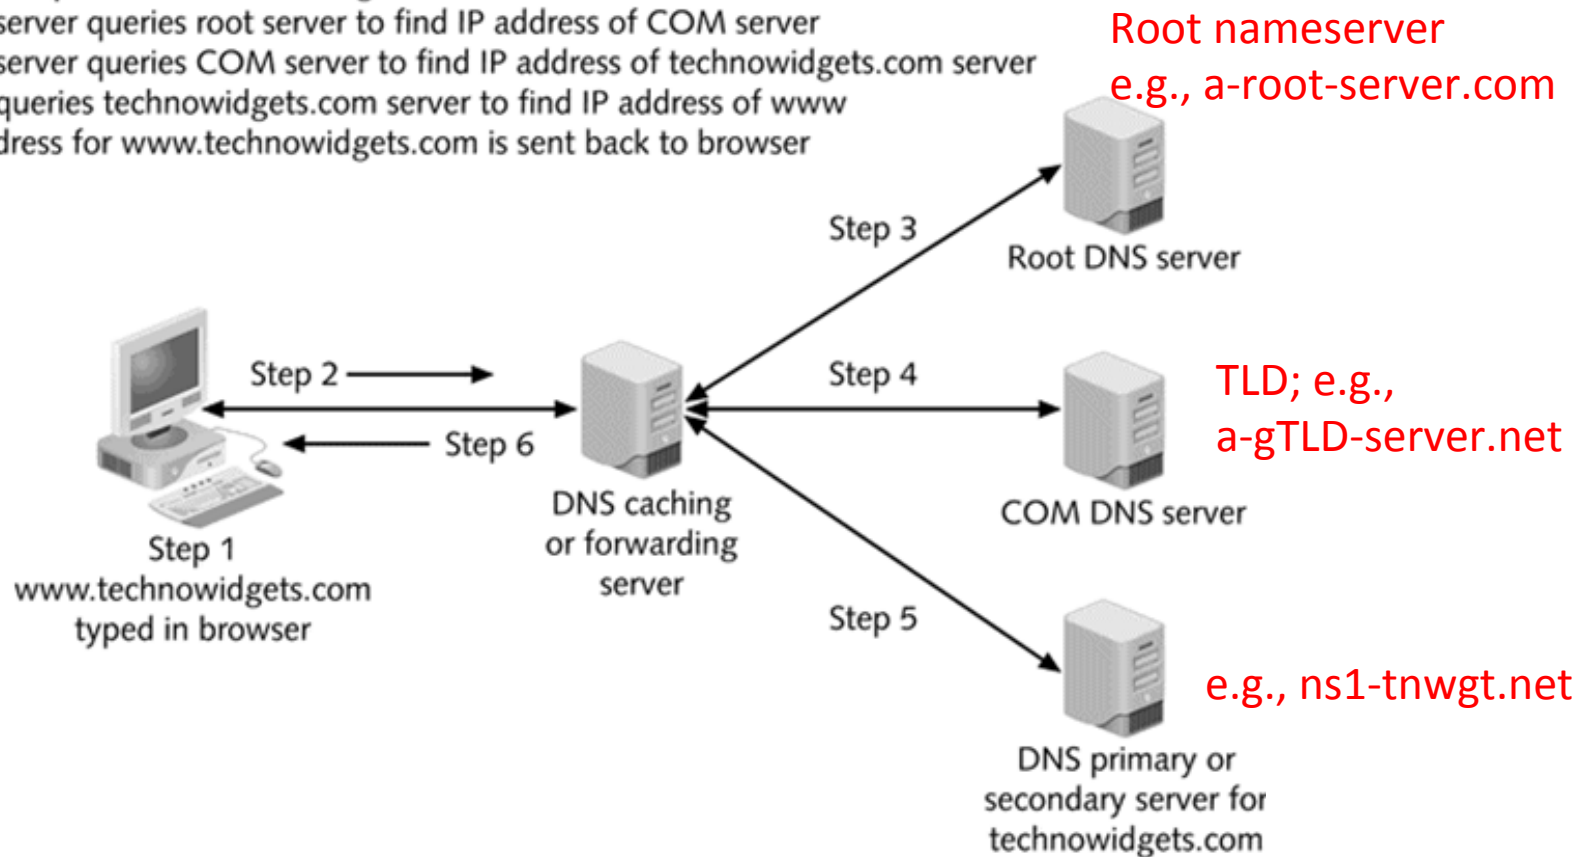 server queries root server to find IP address of COM server
server queries COM server to find IP address of technowidgets.com server
queries technowidgets.com server to find IP address of www
dress for www.technowidgets.com is sent back to browser
Root nameserver
e.g., a-root-server.com
Step 3
Root DNS server
Step 2
Step 4
TLD; e.g.,
a-gTLD-server.net
Step 6
DNS caching
or forwarding
server
COM DNS server
Step 1
www.technowidgets.com
typed in browser
Step 5
e.g., ns1-tnwgt.net
DNS primary or
secondary server for
technowidgets.com